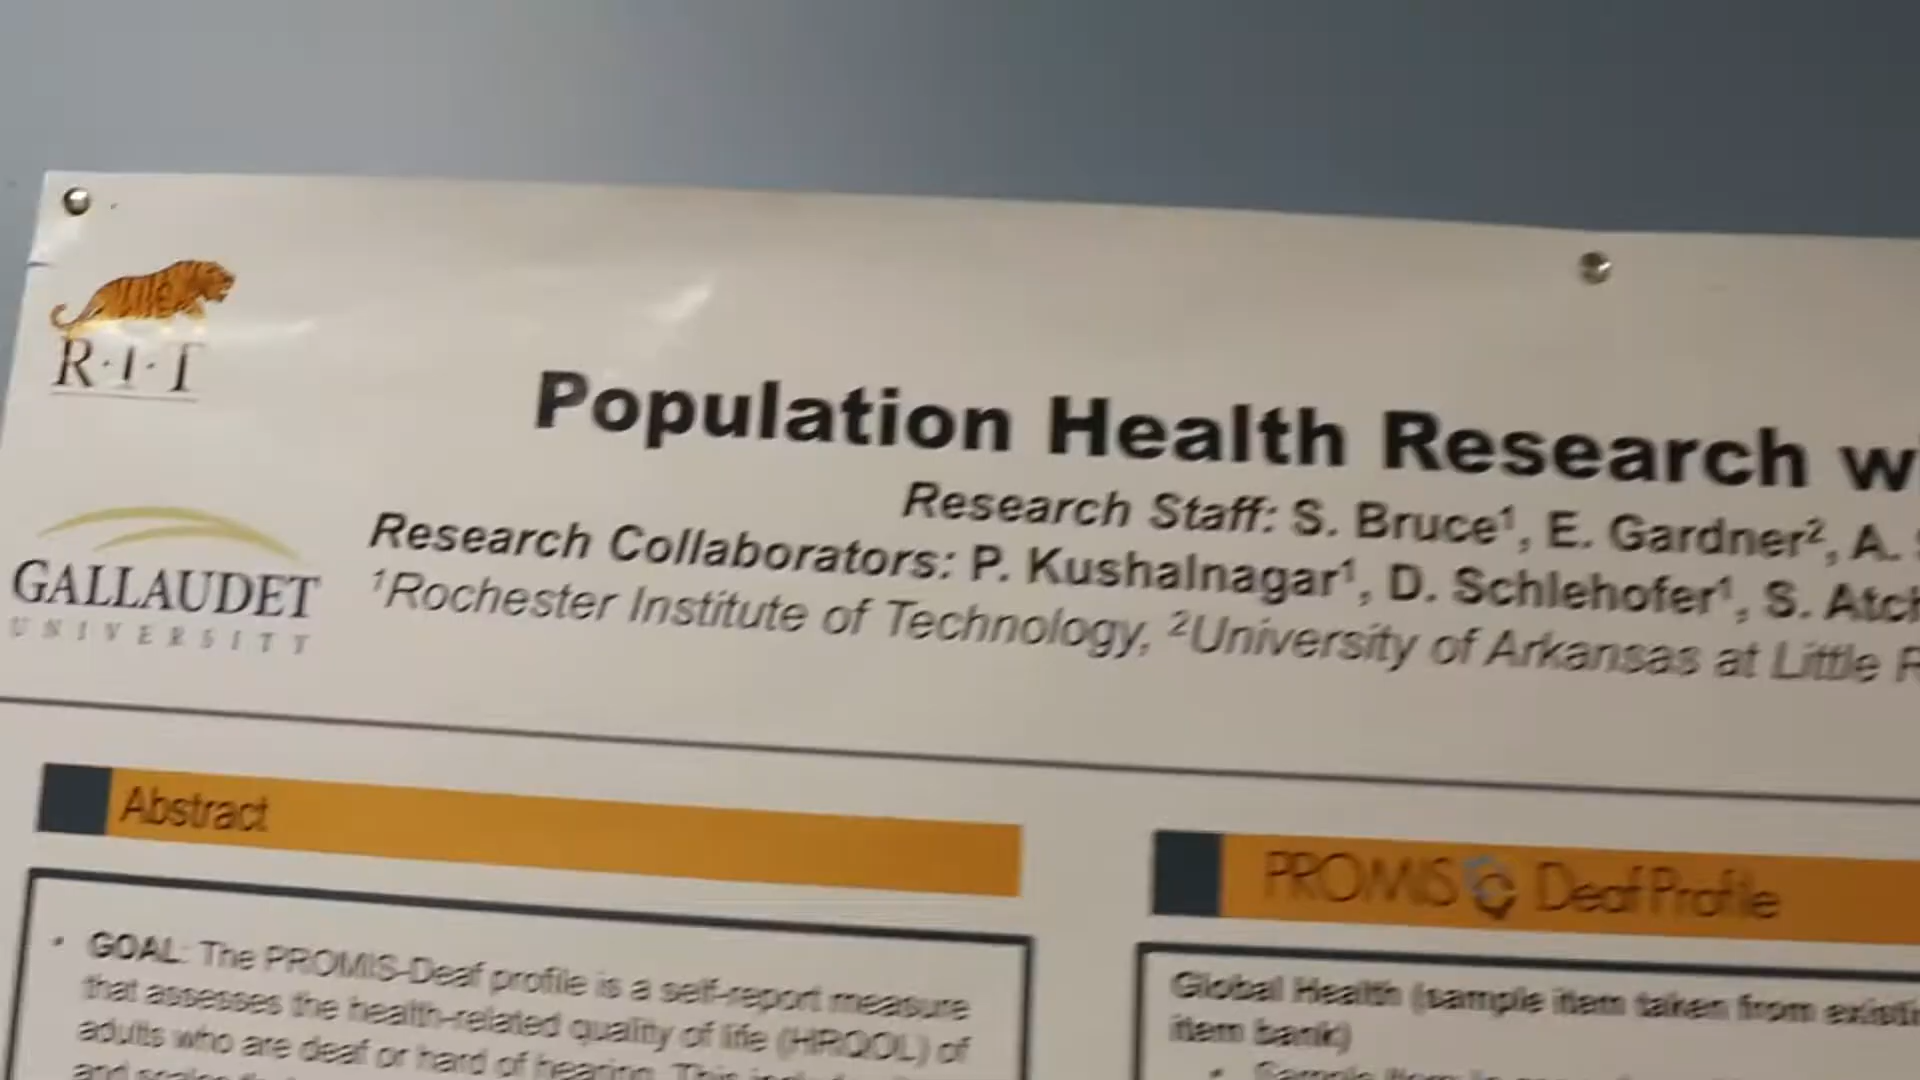 R·I·T
Population Health Research
Research Staff: S. Bruce¹, E. Gardner², A.
Research Collaborators: P. Kushalnagar¹, D. Schlehofer¹, S.
¹Rochester Institute of Technology, ²University of Arkansas at Little
GALLAUDET
UNIVERSITY
Abstract
• GOAL: The PROMIS-Deaf profile is a self-report measure
that assesses the health-related quality of life (HRQOL) of
adults who are deaf or hard of hearing. This
PROMIS Deaf Profile
Global Health (sample item taken from
item bank)